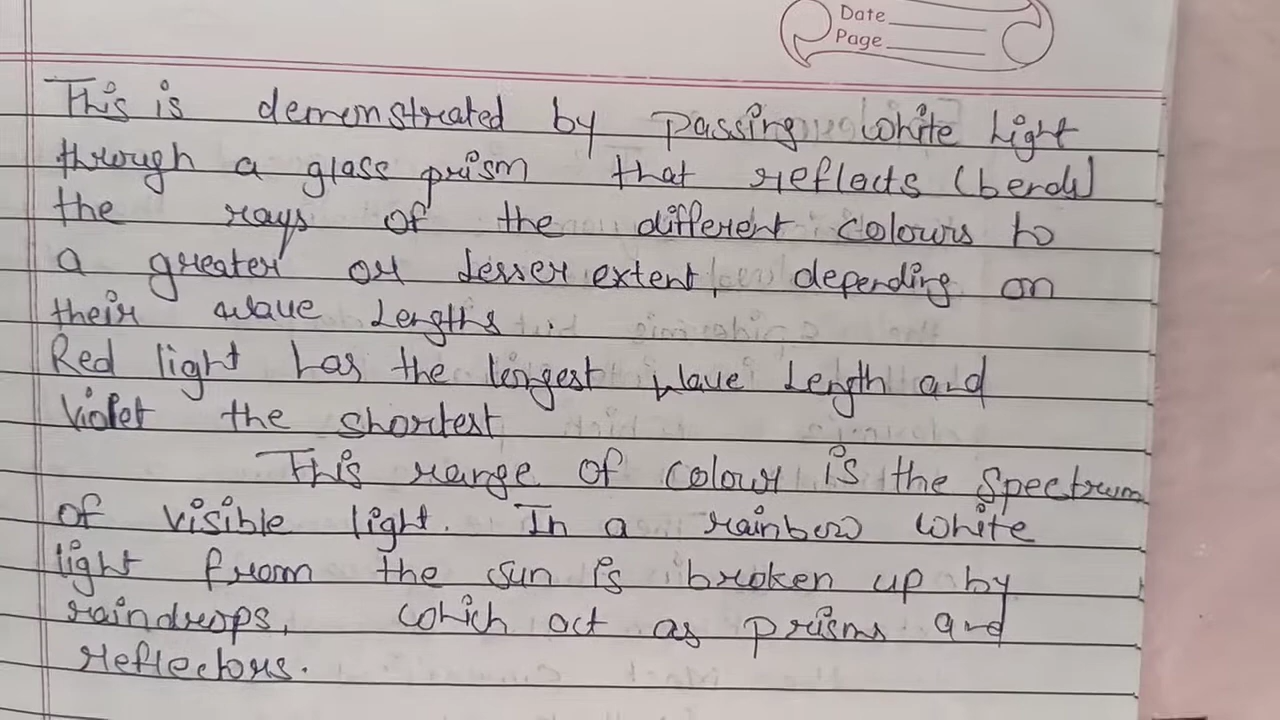 Date
Page
This is demonstrated by passing white light
through a glass prism that reflects (bends)
the rays of the different colours to
a greater or lesser extent, depending on
their wave lengths.
Red light has the longest wave length and
violet the shortest
This range of colour is the spectrum
of visible light. In a rainbow white
light from the sun is broken up by
raindrops, which act as prisms and
reflectors.